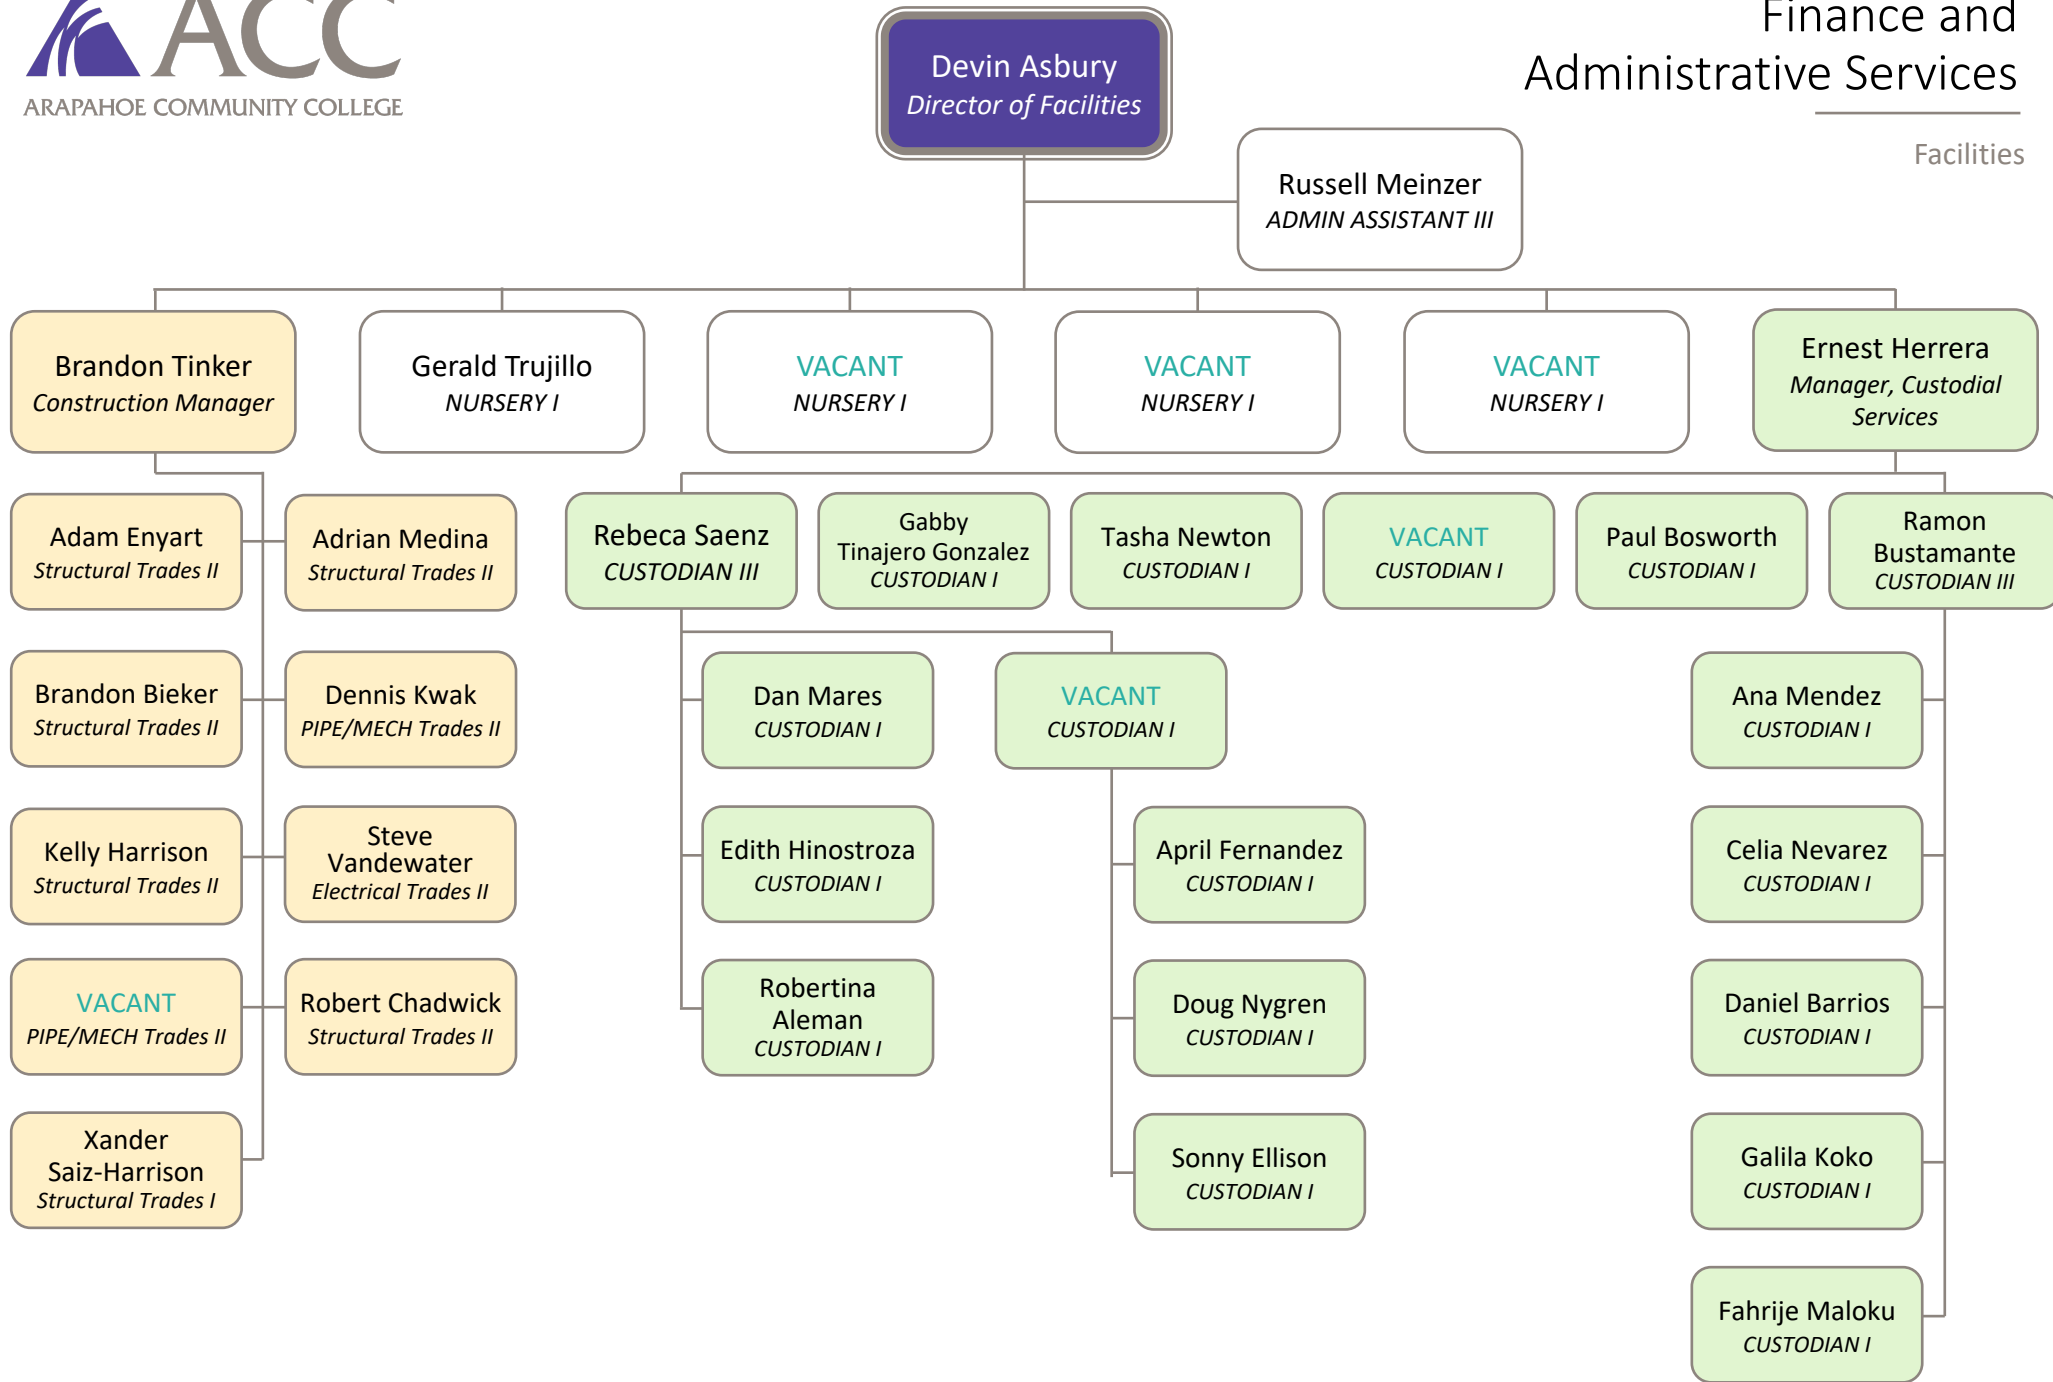 ACC
ARAPAHOE COMMUNITY COLLEGE
Finance and
Administrative Services
Facilities
Devin Asbury
Director of Facilities
Russell Meinzer
ADMIN ASSISTANT III
Brandon Tinker
Construction Manager
Gerald Trujillo
NURSERY I
VACANT
NURSERY I
VACANT
NURSERY I
VACANT
NURSERY I
Ernest Herrera
Manager, Custodial
Services
Adam Enyart
Structural Trades II
Adrian Medina
Structural Trades II
Brandon Bieker
Structural Trades II
Dennis Kwak
PIPE/MECH Trades II
Kelly Harrison
Structural Trades II
Steve
Vandewater
Electrical Trades II
VACANT
PIPE/MECH Trades II
Robert Chadwick
Structural Trades II
Xander
Saiz-Harrison
Structural Trades I
Rebeca Saenz
CUSTODIAN III
Gabby
Tinajero Gonzalez
CUSTODIAN I
Tasha Newton
CUSTODIAN I
VACANT
CUSTODIAN I
Paul Bosworth
CUSTODIAN I
Ramon
Bustamante
CUSTODIAN III
Dan Mares
CUSTODIAN I
Edith Hinostroza
CUSTODIAN I
Robertina
Aleman
CUSTODIAN I
VACANT
CUSTODIAN I
April Fernandez
CUSTODIAN I
Doug Nygren
CUSTODIAN I
Sonny Ellison
CUSTODIAN I
Ana Mendez
CUSTODIAN I
Celia Nevarez
CUSTODIAN I
Daniel Barrios
CUSTODIAN I
Galila Koko
CUSTODIAN I
Fahrije Maloku
CUSTODIAN I